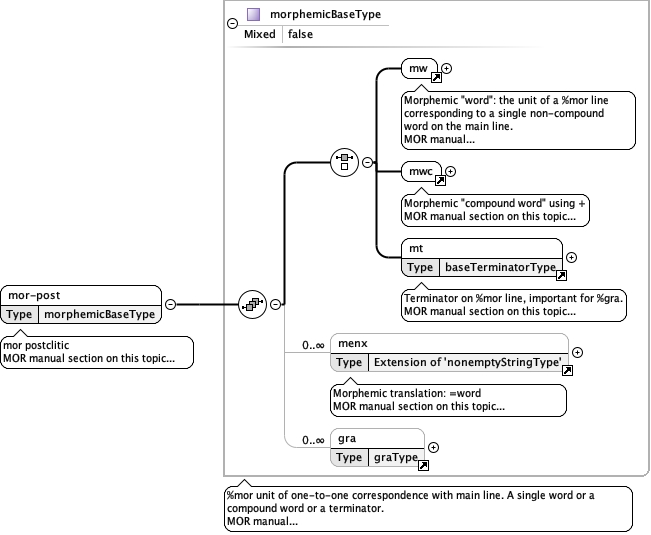 morphemicBaseType
Mixed false
mw
Morphemic "word": the unit of a %mor line
corresponding to a single non-compound
word on the main line.
MOR manual...
mwc
Morphemic "compound word" using +
MOR manual section on this topic...
mt
Type baseTerminatorType
Terminator on %mor line, important for %gra.
MOR manual section on this topic...
mor-post
Type morphemicBaseType
mor postclitic
MOR manual section on this topic...
0..∞
menx
Type Extension of 'nonemptyStringType'
Morphemic translation: =word
MOR manual section on this topic...
0..∞
gra
Type graType
%mor unit of one-to-one correspondence with main line. A single word or a
compound word or a terminator.
MOR manual...